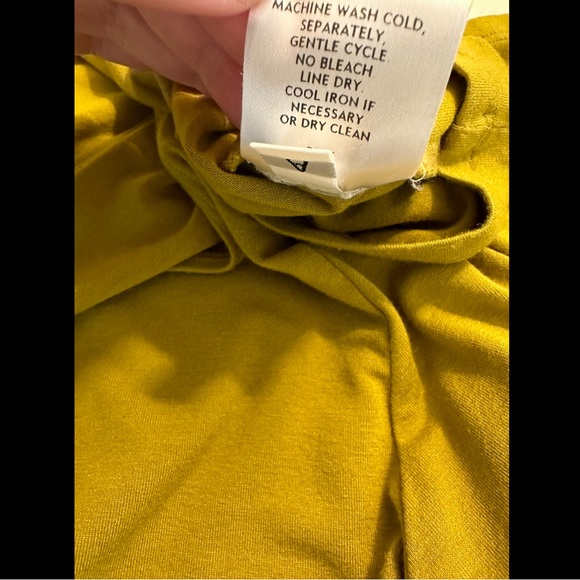 MACHINE WASH COLD,
SEPARATELY,
GENTLE CYCLE.
NO BLEACH
LINE DRY.
COOL IRON IF
NECESSARY
OR DRY CLEAN
A